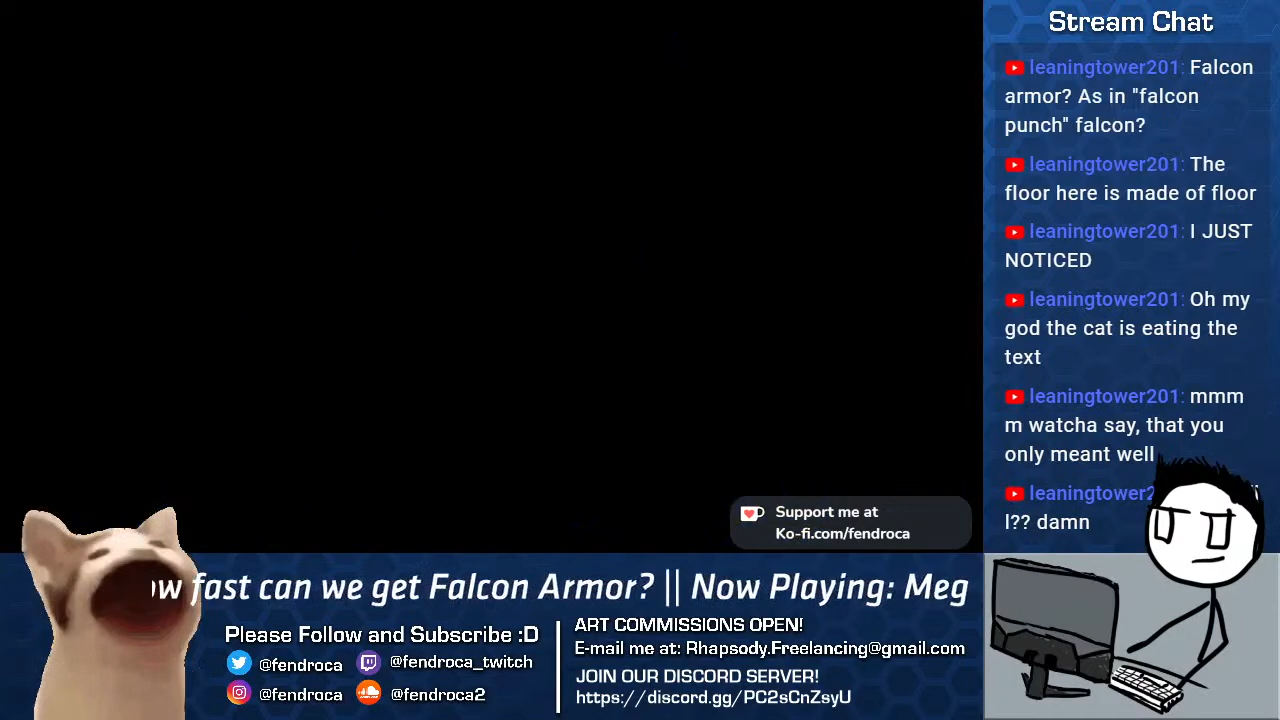 Stream Chat
leaningtower201: Falcon
armor? As in "falcon
punch" falcon?
leaningtower201: The
floor here is made of floor
leaningtower201: I JUST
NOTICED
leaningtower201: Oh my
god the cat is eating the
text
leaningtower201: mmm
m watcha say, that you
only meant well
leaningtower2
l?? damn
Support me at
Ko-fi.com/fendroca
ow fast can we get Falcon Armor? || Now Playing: Meg
Please Follow and Subscribe :D
@fendroca @fendroca_twitch
@fendroca @fendroca2
ART COMMISSIONS OPEN!
E-mail me at: Rhapsody.Freelancing@gmail.com
JOIN OUR DISCORD SERVER!
https://discord.gg/PC2sCnZsyU